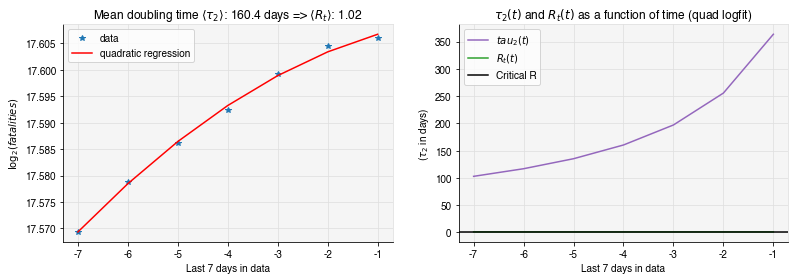 Mean doubling time ⟨τ₂⟩: 160.4 days => ⟨Rₜ⟩: 1.02
data
quadratic regression
log₂(fatalities)
17.605
17.600
17.595
17.590
17.585
17.580
17.575
17.570
-7 -6 -5 -4 -3 -2 -1
Last 7 days in data
τ₂(t) and Rₜ(t) as a function of time (quad logfit)
tau₂(t)
Rₜ(t)
Critical R
(τ₂ in days)
350
300
250
200
150
100
50
0
-7 -6 -5 -4 -3 -2 -1
Last 7 days in data